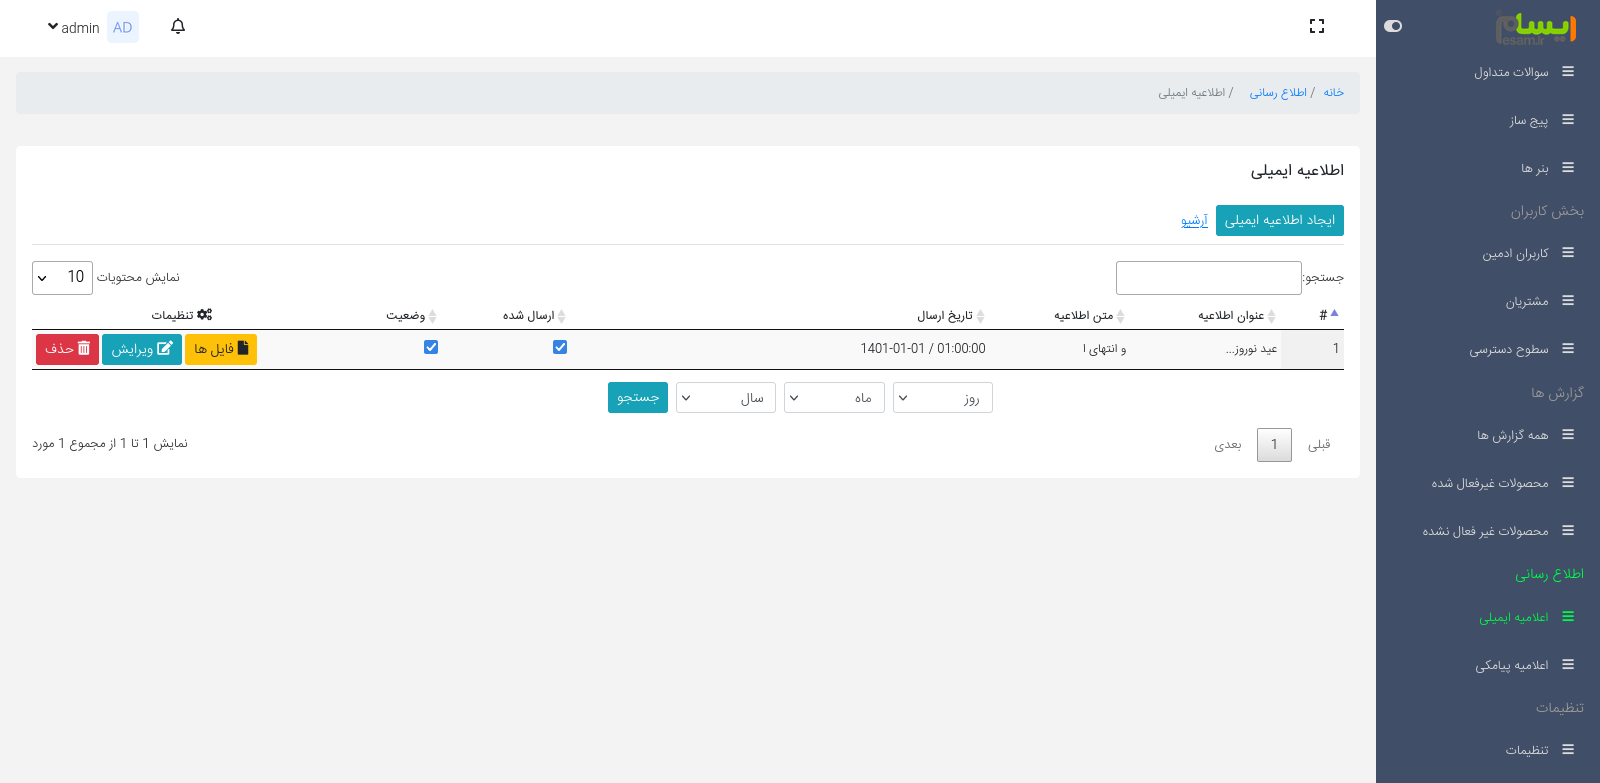 ایسام
esam.ir
admin
AD
سوالات متداول
پیج ساز
بنر ها
بخش کاربران
کاربران ادمین
مشتریان
سطوح دسترسی
گزارش ها
همه گزارش ها
محصولات غیرفعال شده
محصولات غیر فعال نشده
اطلاع رسانی
اعلامیه ایمیلی
اعلامیه پیامکی
تنظیمات
تنظیمات
خانه / اطلاع رسانی / اطلاعیه ایمیلی
اطلاعیه ایمیلی
ایجاد اطلاعیه ایمیلی آرشیو
جستجو:
نمایش محتویات 10
# عنوان اطلاعیه متن اطلاعیه تاریخ ارسال ارسال شده وضعیت تنظیمات
1 عید نوروز... و انتهای ا 1401-01-01 / 01:00:00 فایل ها ویرایش حذف
روز ماه سال جستجو
قبلی 1 بعدی
نمایش 1 تا 1 از مجموع 1 مورد